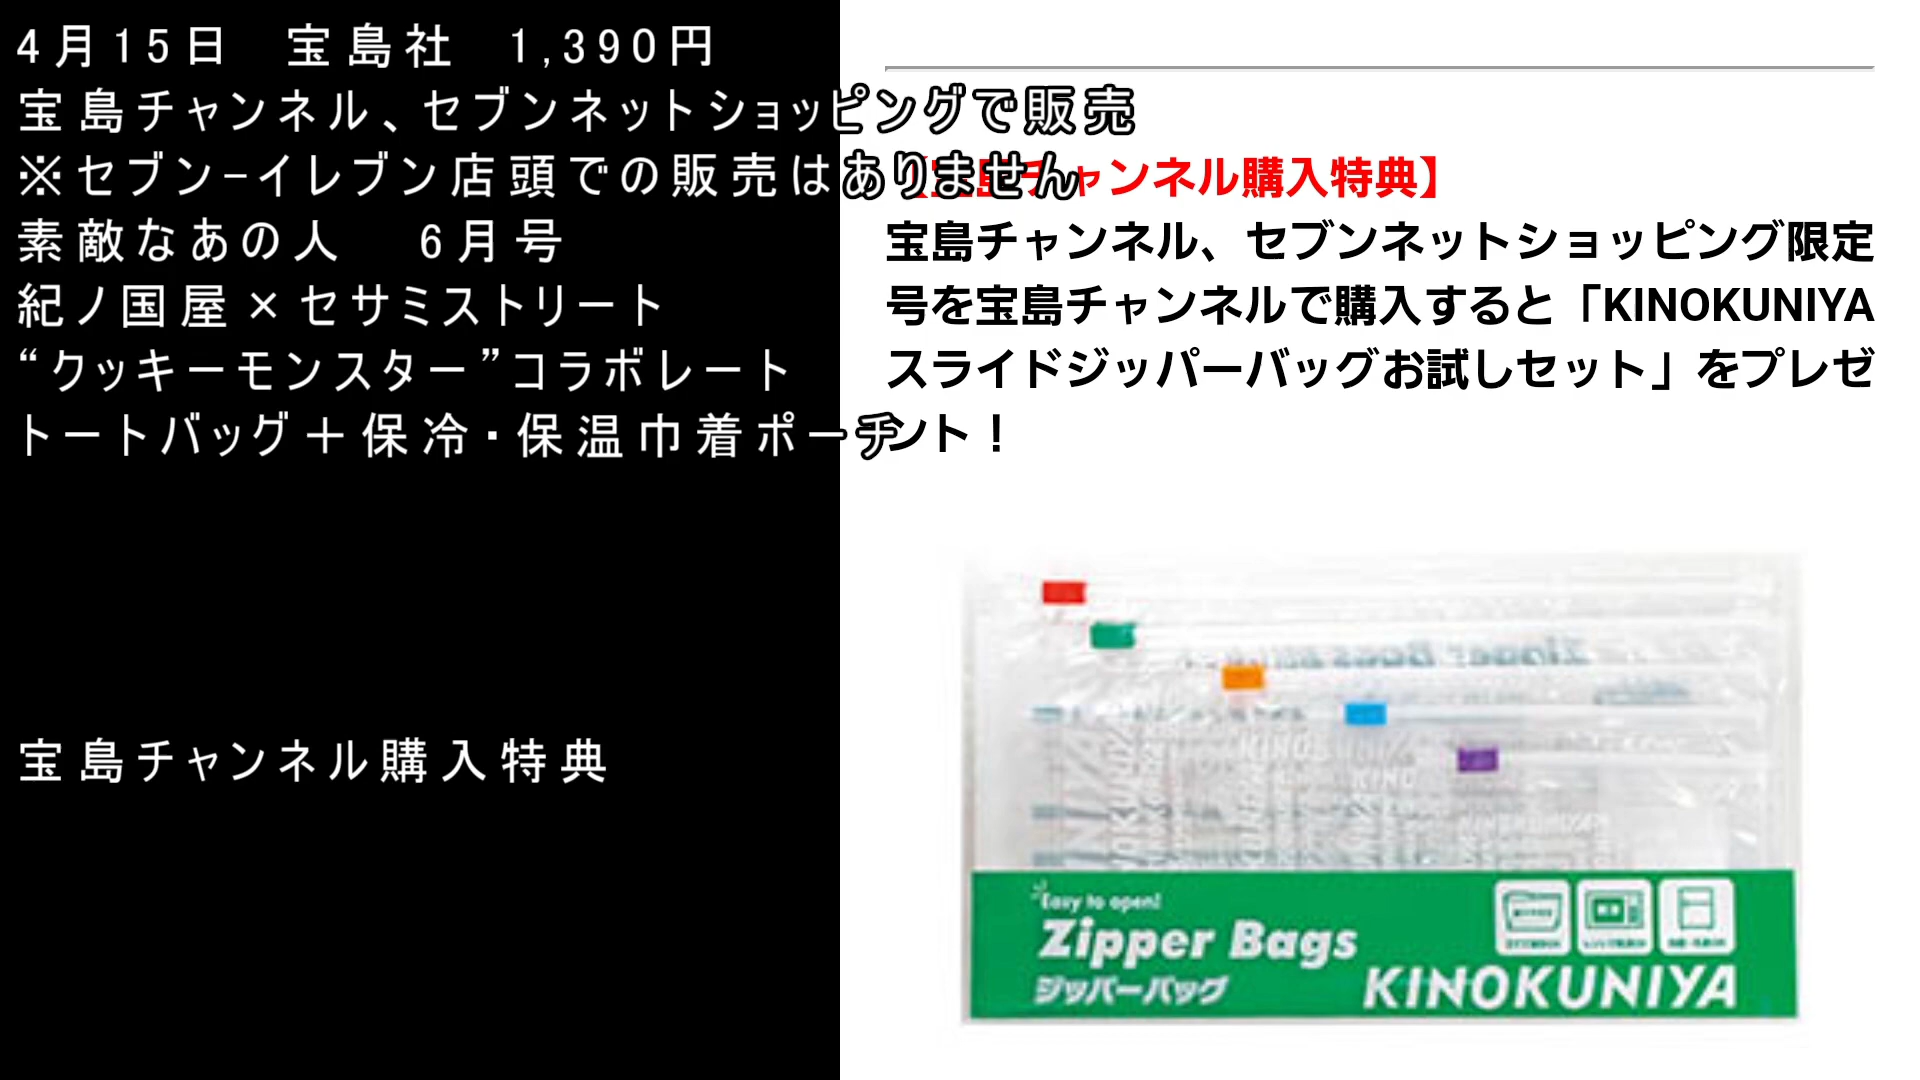 4月15日　宝島社　1,390円
宝島チャンネル、セブンネットショッピングで販売
※セブン−イレブン店頭での販売はありません
素敵なあの人　6月号
紀ノ国屋×セサミストリート
“クッキーモンスター”コラボレート
トートバッグ＋保冷・保温巾着ポーチ
宝島チャンネル購入特典
【宝島チャンネル購入特典】
宝島チャンネル、セブンネットショッピング限定
号を宝島チャンネルで購入すると「KINOKUNIYA
スライドジッパーバッグお試しセット」をプレゼ
ント！
Easy to open!
Zipper Bags
ジッパーバッグ
KINOKUNIYA